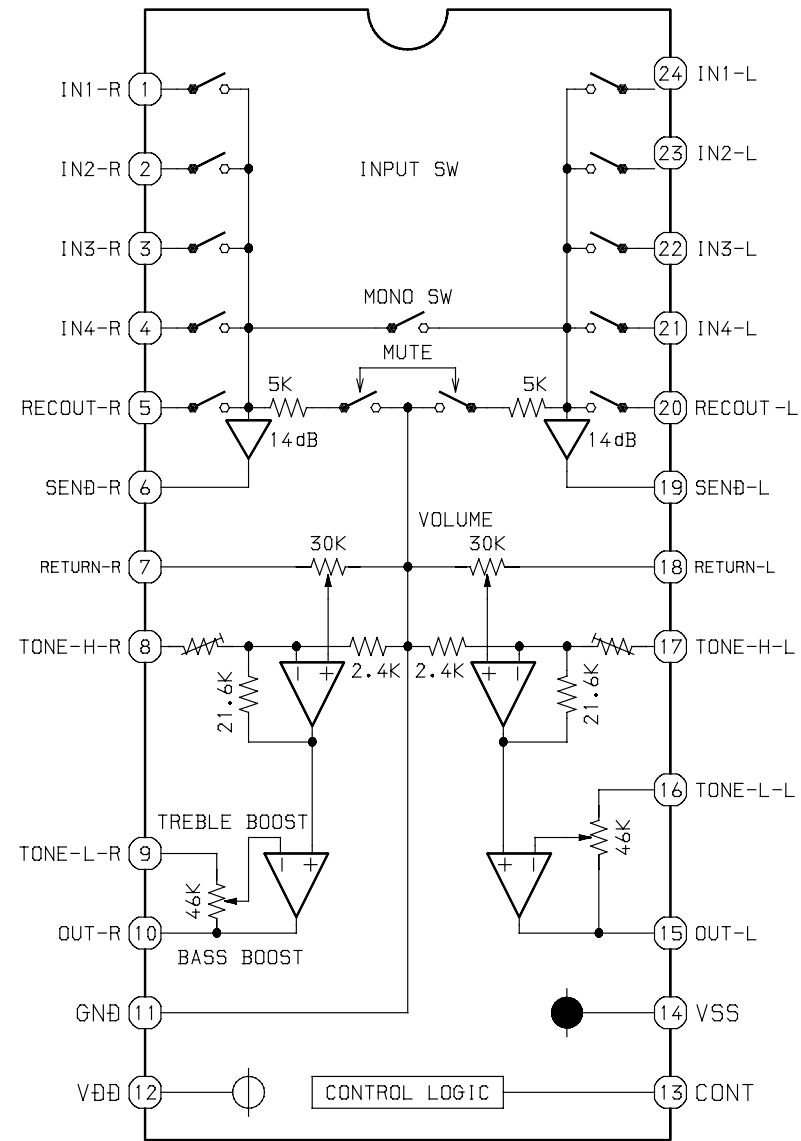 IN1-R 1
24 IN1-L
IN2-R 2
INPUT SW
23 IN2-L
IN3-R 3
22 IN3-L
MONO SW
IN4-R 4
21 IN4-L
MUTE
5K
5K
RECOUT-R 5
20 RECOUT-L
14dB
14dB
SEND-R 6
19 SEND-L
VOLUME
30K
30K
RETURN-R 7
18 RETURN-L
TONE-H-R 8
17 TONE-H-L
- +
2.4K
2.4K
+ -
21.6K
21.6K
16 TONE-L-L
TREBLE BOOST
46K
TONE-L-R 9
- +
+ -
46K
OUT-R 10
15 OUT-L
BASS BOOST
GND 11
14 VSS
VDD 12
CONTROL LOGIC
13 CONT